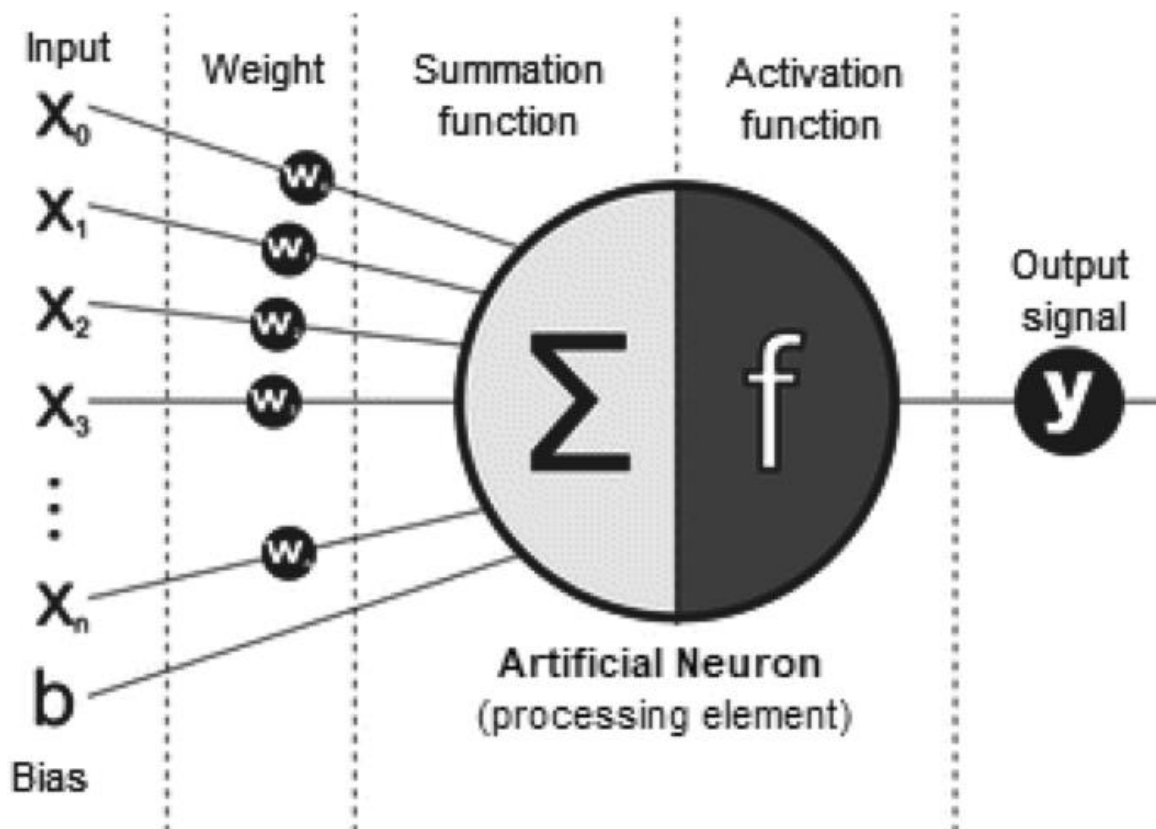 Input
Weight
Summation
function
Activation
function
X₀
X₁
X₂
X₃
⋮
Xₙ
b
Bias
w
w
w
w
w
Σ
f
Output
signal
y
Artificial Neuron
(processing element)